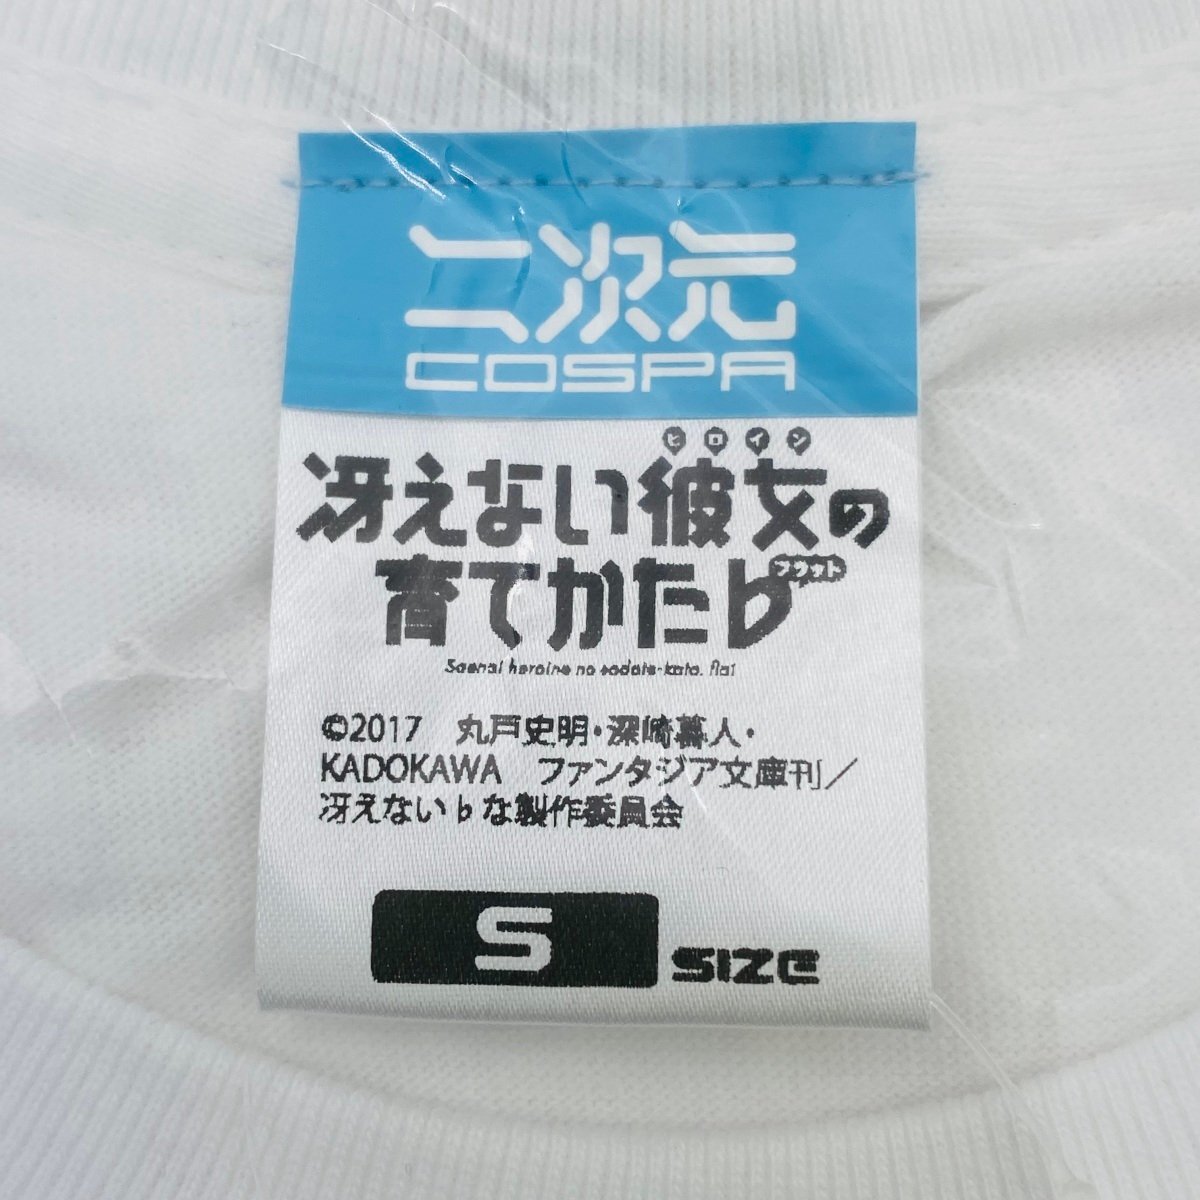 二次元
COSPA
ヒロイン
冴えない彼女の
育てかた♭
フラット
Saenai heroine no sodate-kata. flat
©2017 丸戸史明・深崎暮人・
KADOKAWA ファンタジア文庫刊／
冴えない♭な製作委員会
S SIZE